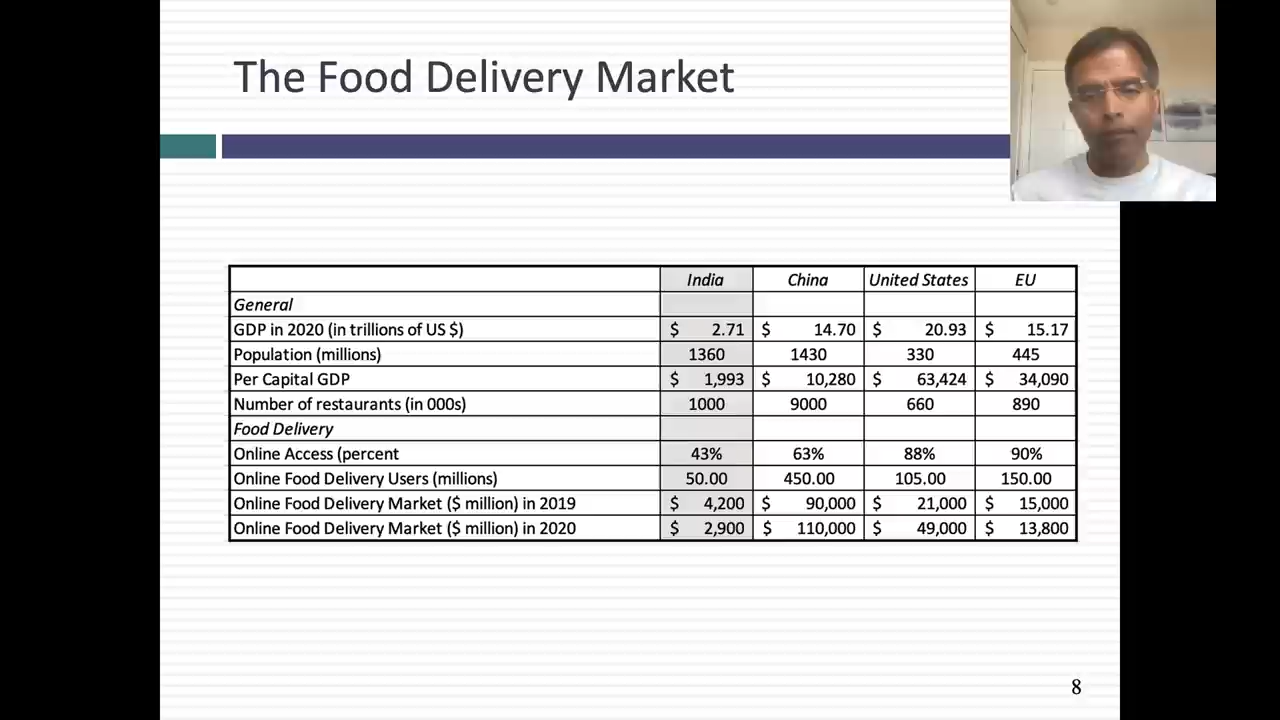 The Food Delivery Market
India China United States EU
General
GDP in 2020 (in trillions of US $) $ 2.71 $ 14.70 $ 20.93 $ 15.17
Population (millions) 1360 1430 330 445
Per Capital GDP $ 1,993 $ 10,280 $ 63,424 $ 34,090
Number of restaurants (in 000s) 1000 9000 660 890
Food Delivery
Online Access (percent 43% 63% 88% 90%
Online Food Delivery Users (millions) 50.00 450.00 105.00 150.00
Online Food Delivery Market ($ million) in 2019 $ 4,200 $ 90,000 $ 21,000 $ 15,000
Online Food Delivery Market ($ million) in 2020 $ 2,900 $ 110,000 $ 49,000 $ 13,800
8